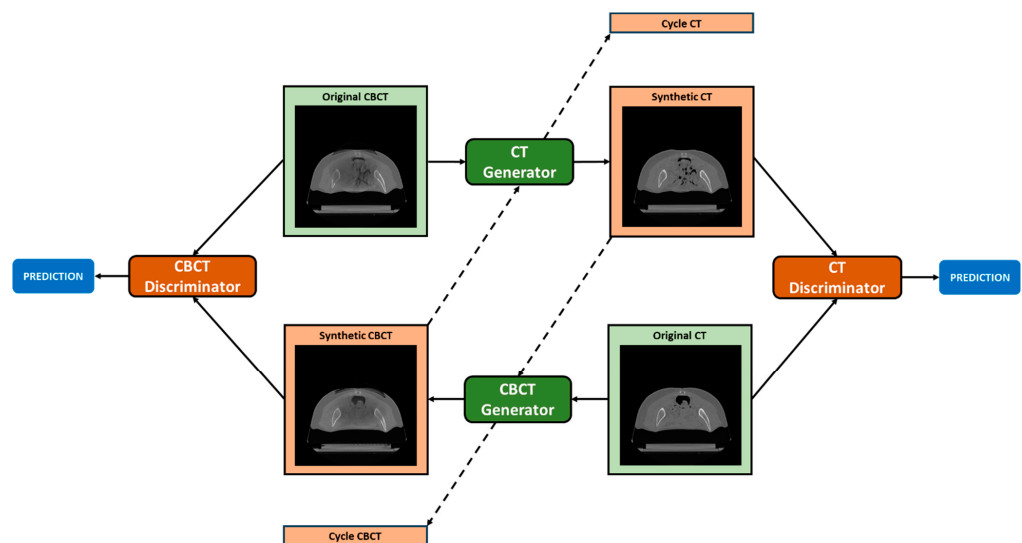 Cycle CT
Original CBCT
Synthetic CT
CT
Generator
PREDICTION
CBCT
Discriminator
CT
Discriminator
PREDICTION
Synthetic CBCT
Original CT
CBCT
Generator
Cycle CBCT